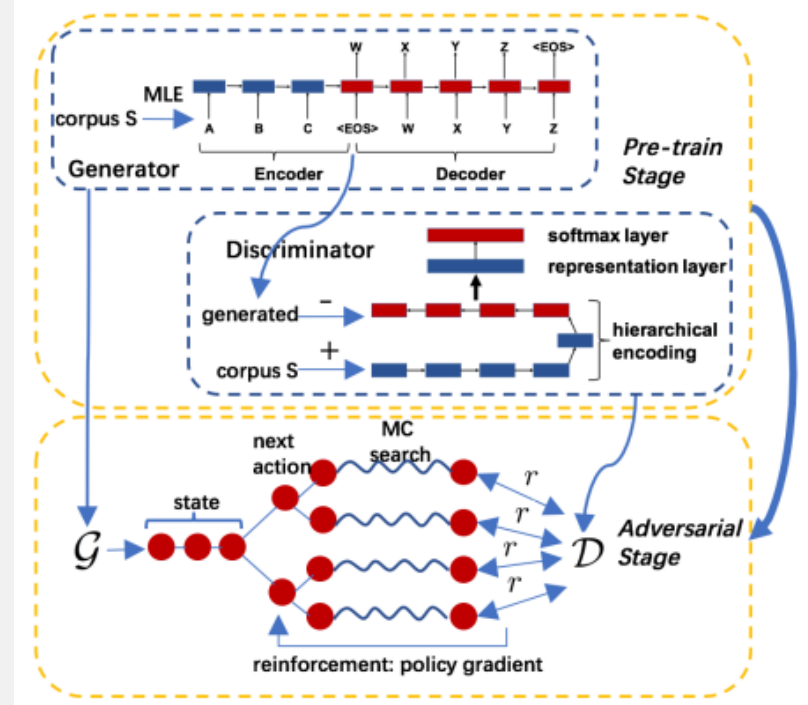 W X Y Z <EOS>
MLE
corpus S
A B C <EOS> W X Y Z
Encoder Decoder
Generator
Pre-train
Stage
Discriminator
softmax layer
representation layer
generated −
hierarchical
encoding
+
corpus S
next
action
MC
search
state
r
r
r
r
G
D
Adversarial
Stage
reinforcement: policy gradient